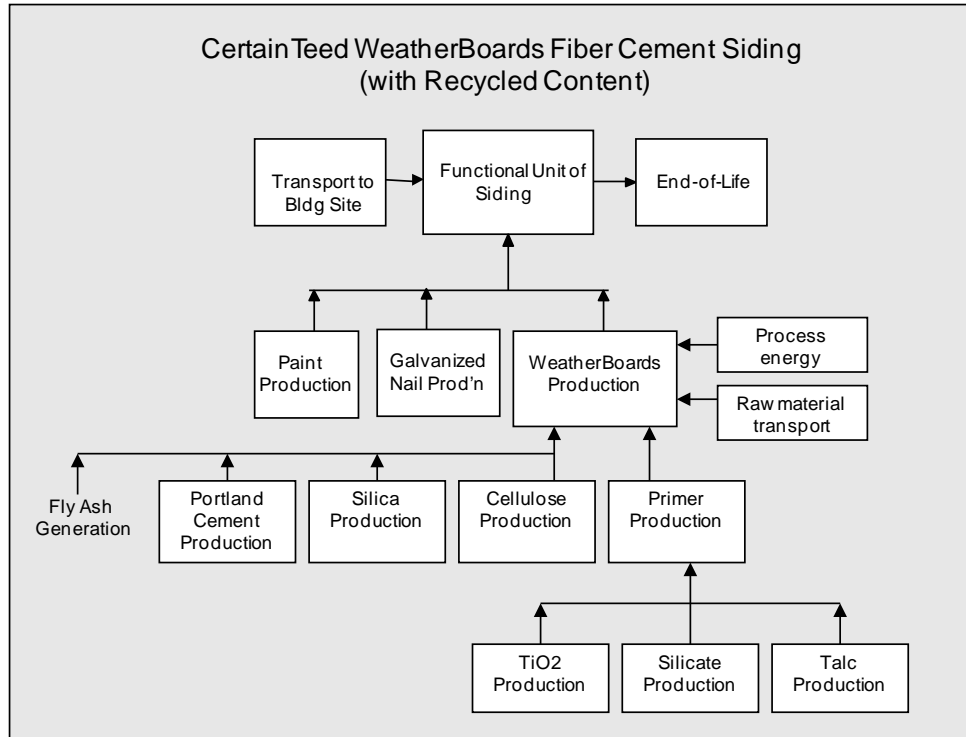 CertainTeed WeatherBoards Fiber Cement Siding
(with Recycled Content)
Transport to
Bldg Site
Functional Unit of
Siding
End-of-Life
Paint
Production
Galvanized
Nail Prod'n
WeatherBoards
Production
Process
energy
Raw material
transport
Fly Ash
Generation
Portland
Cement
Production
Silica
Production
Cellulose
Production
Primer
Production
TiO2
Production
Silicate
Production
Talc
Production